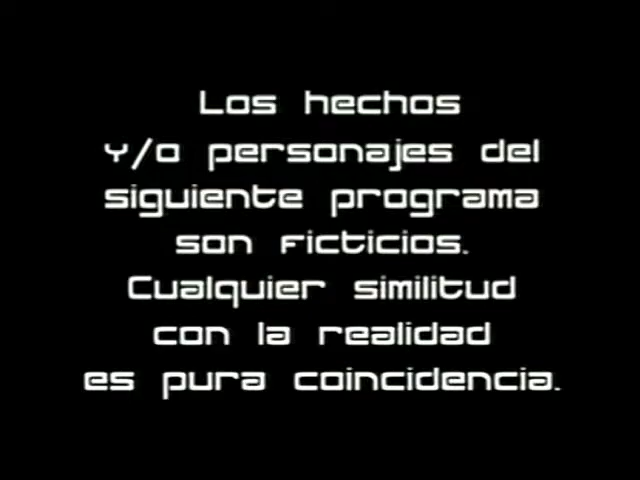 Los hechos
y/o personajes del
siguiente programa
son ficticios.
Cualquier similitud
con la realidad
es pura coincidencia.